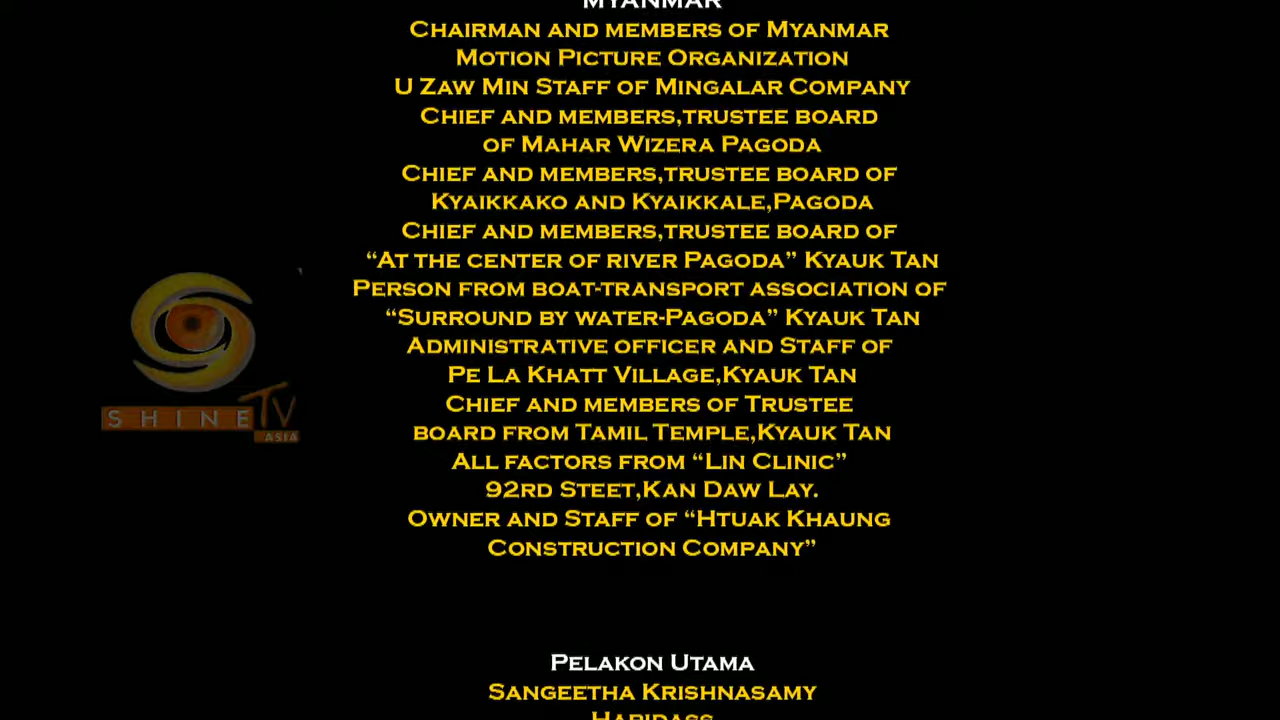 MYANMAR
CHAIRMAN AND MEMBERS OF MYANMAR
MOTION PICTURE ORGANIZATION
U ZAW MIN STAFF OF MINGALAR COMPANY
CHIEF AND MEMBERS,TRUSTEE BOARD
OF MAHAR WIZERA PAGODA
CHIEF AND MEMBERS,TRUSTEE BOARD OF
KYAIKKAKO AND KYAIKKALE,PAGODA
CHIEF AND MEMBERS,TRUSTEE BOARD OF
“AT THE CENTER OF RIVER PAGODA” KYAUK TAN
PERSON FROM BOAT-TRANSPORT ASSOCIATION OF
“SURROUND BY WATER-PAGODA” KYAUK TAN
ADMINISTRATIVE OFFICER AND STAFF OF
PE LA KHATT VILLAGE,KYAUK TAN
CHIEF AND MEMBERS OF TRUSTEE
BOARD FROM TAMIL TEMPLE,KYAUK TAN
ALL FACTORS FROM “LIN CLINIC”
92RD STEET,KAN DAW LAY.
OWNER AND STAFF OF “HTUAK KHAUNG
CONSTRUCTION COMPANY”
SHINE TV
ASIA
PELAKON UTAMA
SANGEETHA KRISHNASAMY
HARIDASS